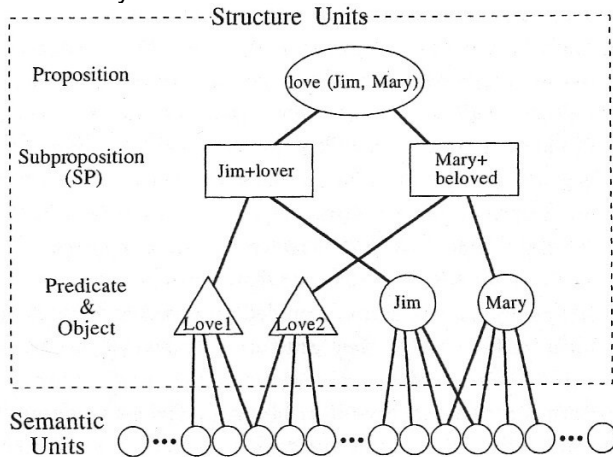 Structure Units
Proposition
love (Jim, Mary)
Subproposition
(SP)
Jim+lover
Mary+
beloved
Predicate
&
Object
Love1
Love2
Jim
Mary
Semantic
Units